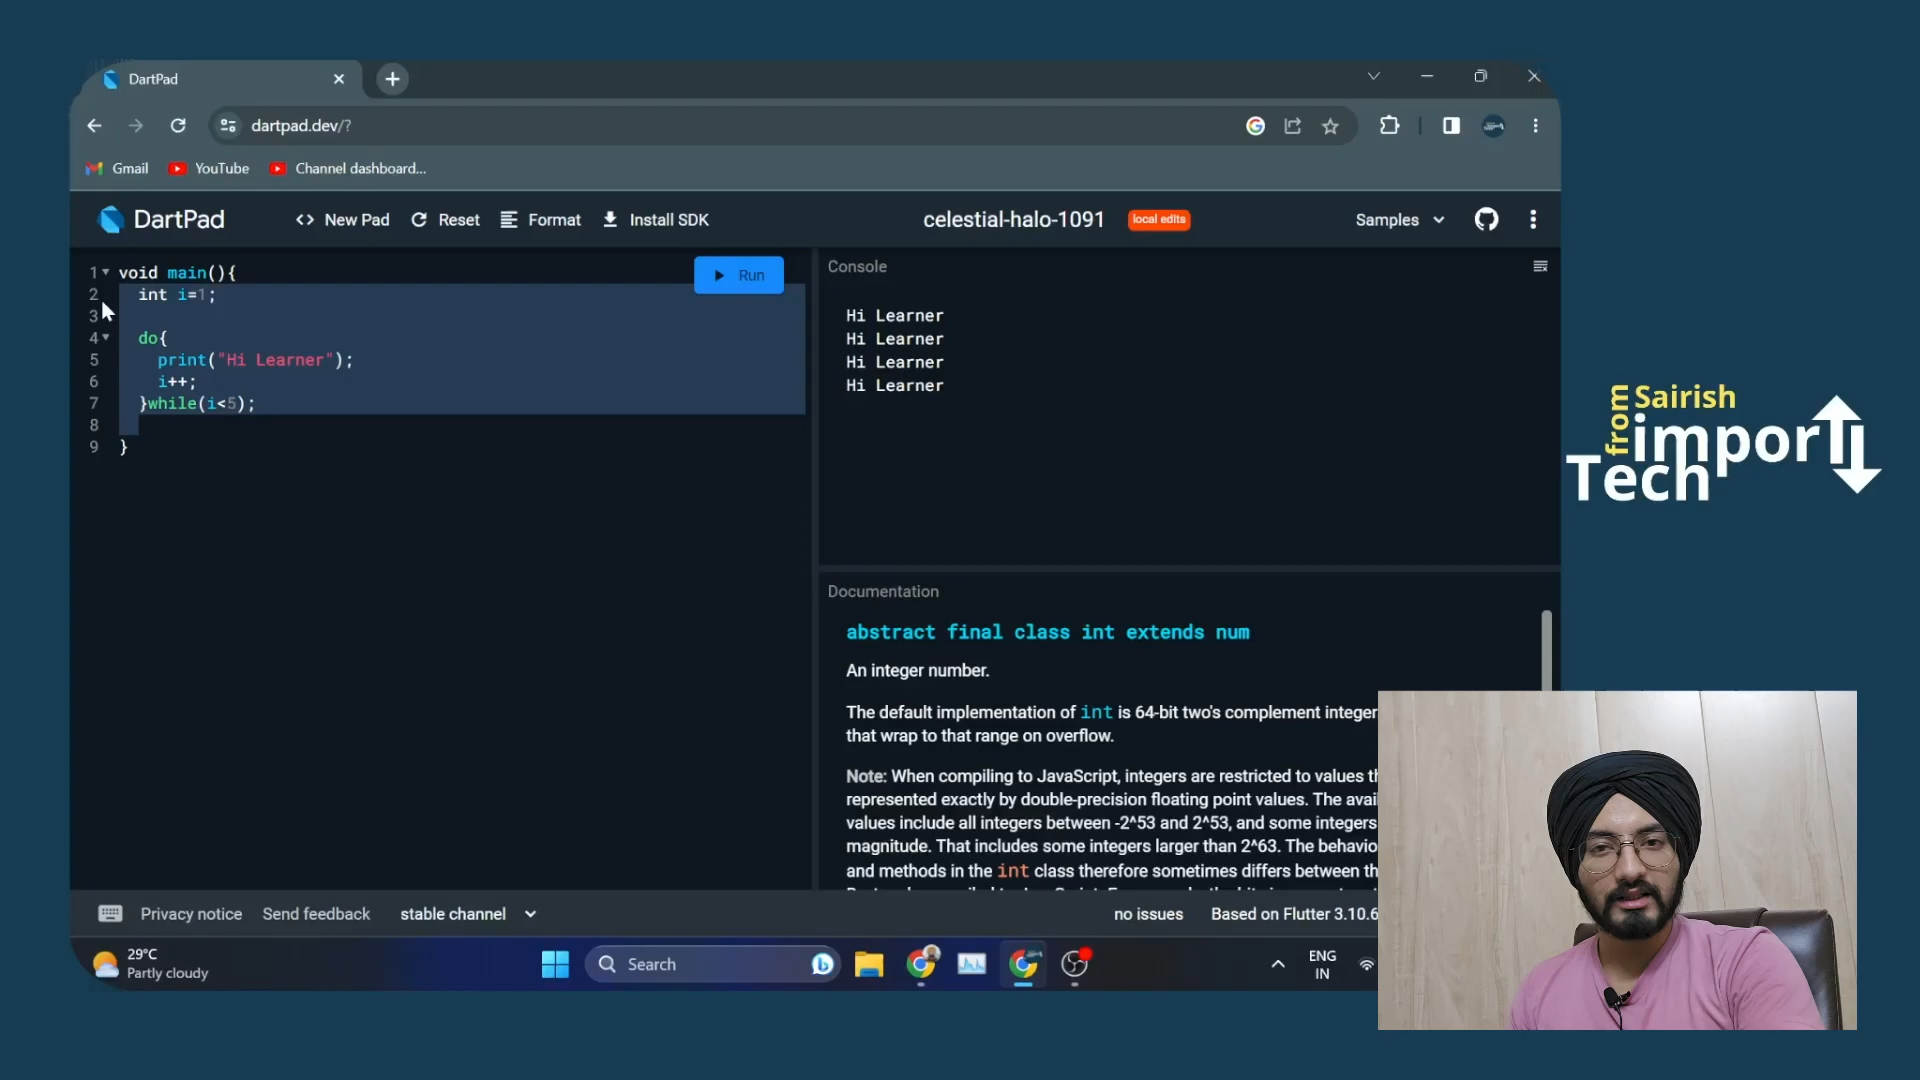 DartPad
dartpad.dev/?
Gmail YouTube Channel dashboard...
DartPad <> New Pad Reset Format Install SDK celestial-halo-1091 local edits Samples
1 void main(){
2 int i=1;
3
4 do{
5 print("Hi Learner");
6 i++;
7 }while(i<5);
8
9 }
Run
Console
Hi Learner
Hi Learner
Hi Learner
Hi Learner
Documentation
abstract final class int extends num
An integer number.
The default implementation of int is 64-bit two's complement integer
that wrap to that range on overflow.
Note: When compiling to JavaScript, integers are restricted to values
represented exactly by double-precision floating point values. The
values include all integers between -2^53 and 2^53, and some integers
magnitude. That includes some integers larger than 2^63. The
and methods in the int class therefore sometimes differs between
from Sairish
import
Tech
Privacy notice Send feedback stable channel no issues Based on Flutter 3.10.6
29°C
Partly cloudy
Search
ENG
IN